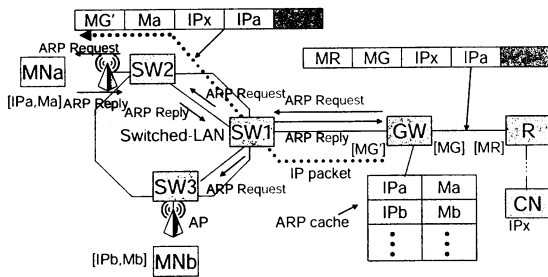 MG' Ma IPx IPa
ARP Request
MR MG IPx IPa
MNa
SW2
[IPa,Ma]
ARP Reply
ARP Request
ARP Request
ARP Reply
Switched-LAN
SW1
ARP Reply
GW
R
[MG']
[MG]
[MR]
ARP Request
IP packet
SW3
IPa Ma
CN
AP
ARP cache
IPb Mb
IPx
[IPb,Mb]
MNb